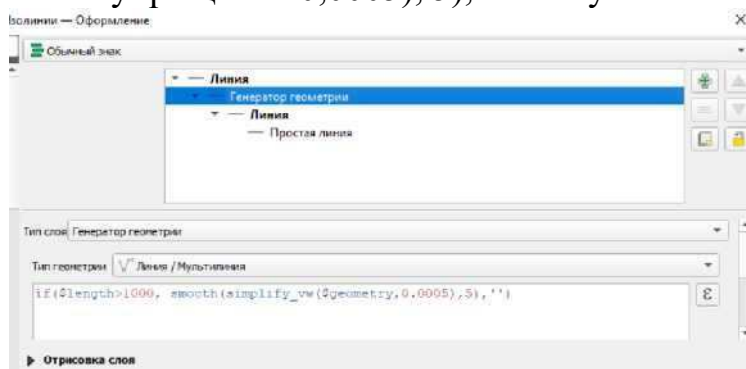 Изолинии — Оформление
Обычный знак
Линия
Генератор геометрии
Линия
Простая линия
Тип слоя Генератор геометрии
Тип геометрии Линия / Мультилиния
if($length>1000, smooth(simplify_vw($geometry,0.0005),5),'')
ε
Отрисовка слоя